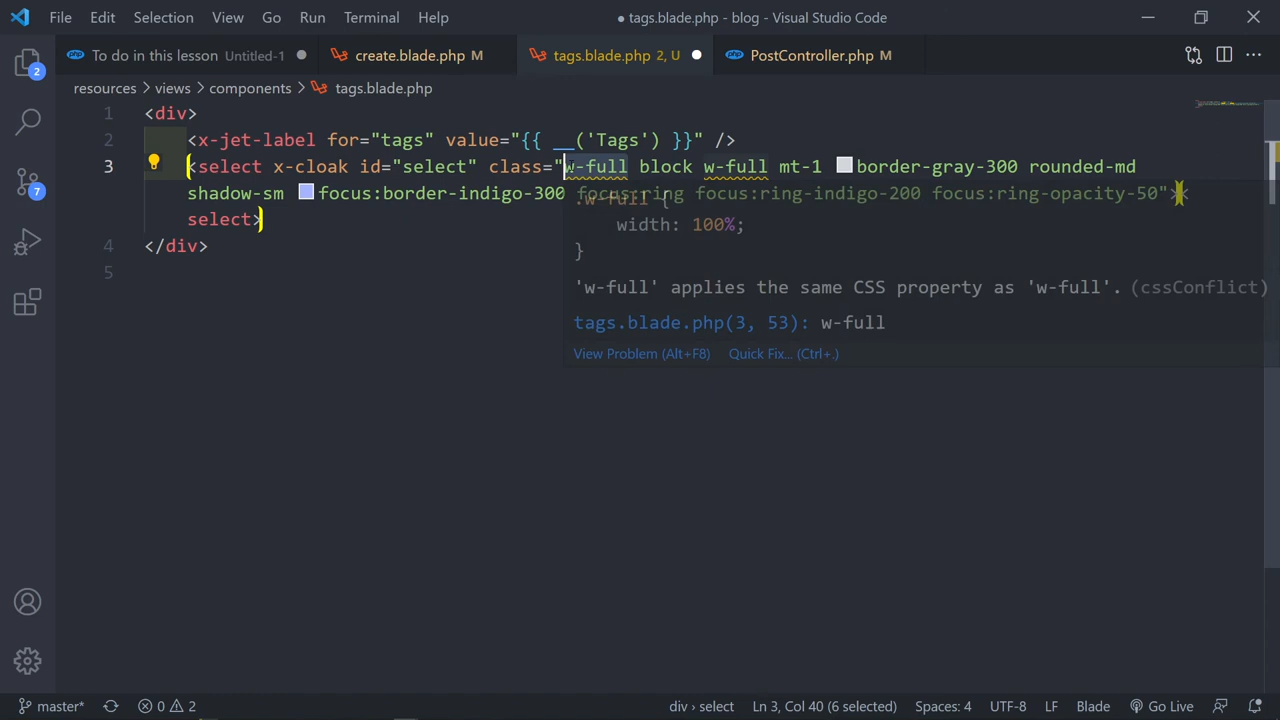 File Edit Selection View Go Run Terminal Help ● tags.blade.php - blog - Visual Studio Code
To do in this lesson Untitled-1 ● create.blade.php M tags.blade.php 2, U ● PostController.php M
resources › views › components › tags.blade.php
2
7
1 <div>
2 <x-jet-label for="tags" value="{{ __('Tags') }}" />
3 <select x-cloak id="select" class="w-full block w-full mt-1 border-gray-300 rounded-md
shadow-sm focus:border-indigo-300 focus:ring focus:ring-indigo-200 focus:ring-opacity-50"><
select>
4 </div>
5
.w-full {
width: 100%;
}
'w-full' applies the same CSS property as 'w-full'. (cssConflict)
tags.blade.php(3, 53): w-full
View Problem (Alt+F8) Quick Fix... (Ctrl+.)
master* 0 2 div › select Ln 3, Col 40 (6 selected) Spaces: 4 UTF-8 LF Blade Go Live